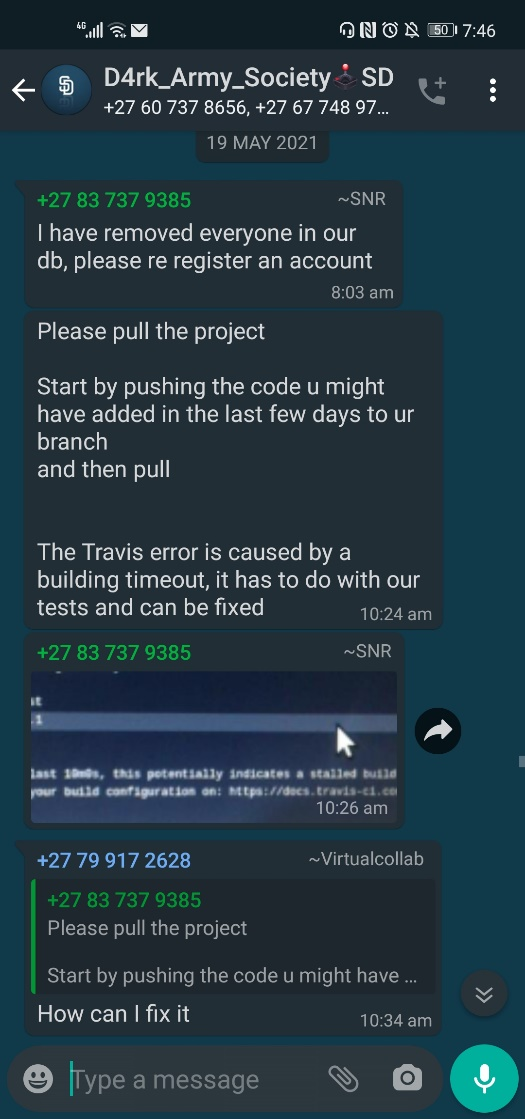 4G
50 7:46
D4rk_Army_Society🕹️SD
+27 60 737 8656, +27 67 748 97...
19 MAY 2021
+27 83 737 9385 ~SNR
I have removed everyone in our
db, please re register an account
8:03 am
Please pull the project
Start by pushing the code u might
have added in the last few days to ur
branch
and then pull
The Travis error is caused by a
building timeout, it has to do with our
tests and can be fixed
10:24 am
+27 83 737 9385 ~SNR
st
.1
last 10m0s, this potentially indicates a stalled build
your build configuration on: https://docs.travis-ci.co
10:26 am
+27 79 917 2628 ~Virtualcollab
+27 83 737 9385
Please pull the project
Start by pushing the code u might have ...
How can I fix it
10:34 am
Type a message